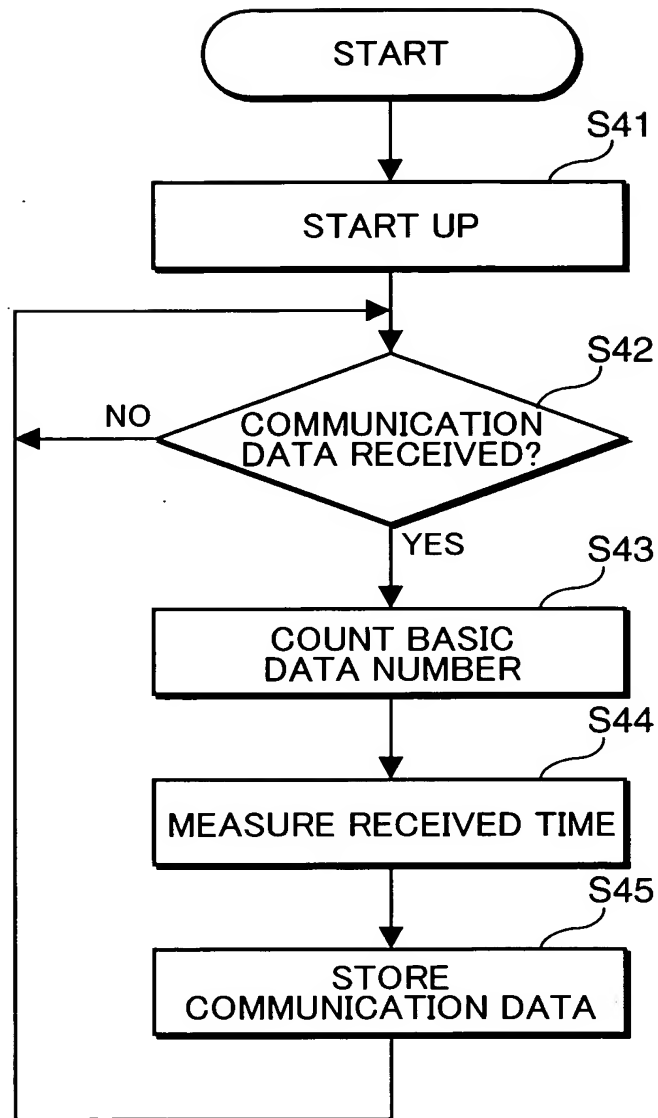 START
S41
START UP
S42
COMMUNICATION
DATA RECEIVED?
NO
YES
S43
COUNT BASIC
DATA NUMBER
S44
MEASURE RECEIVED TIME
S45
STORE
COMMUNICATION DATA